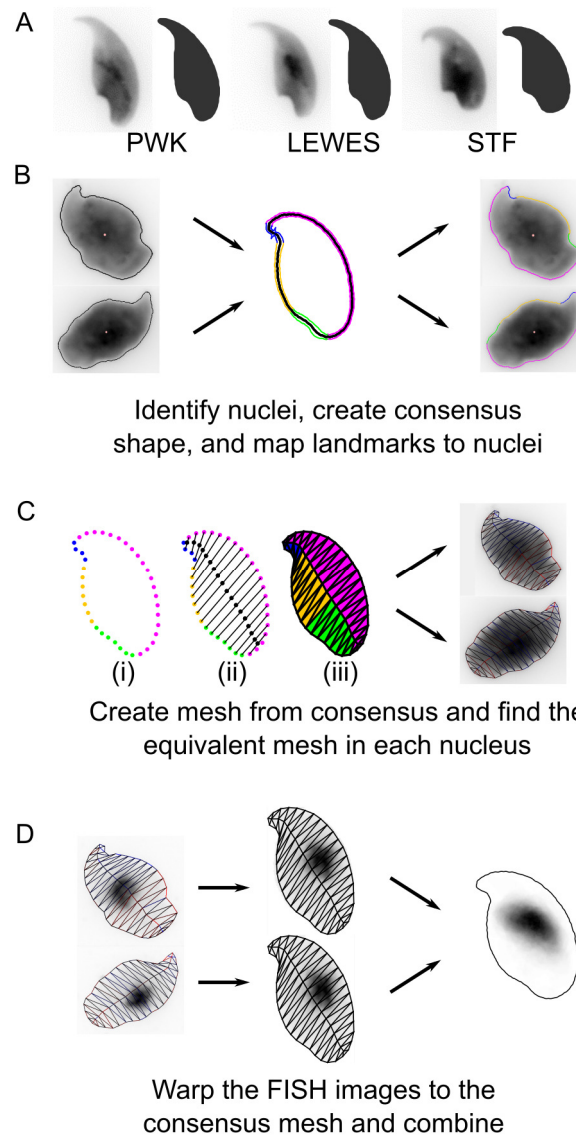 A
PWK
LEWES
STF
B
Identify nuclei, create consensus
shape, and map landmarks to nuclei
C
(i)
(ii)
(iii)
Create mesh from consensus and find the
equivalent mesh in each nucleus
D
Warp the FISH images to the
consensus mesh and combine